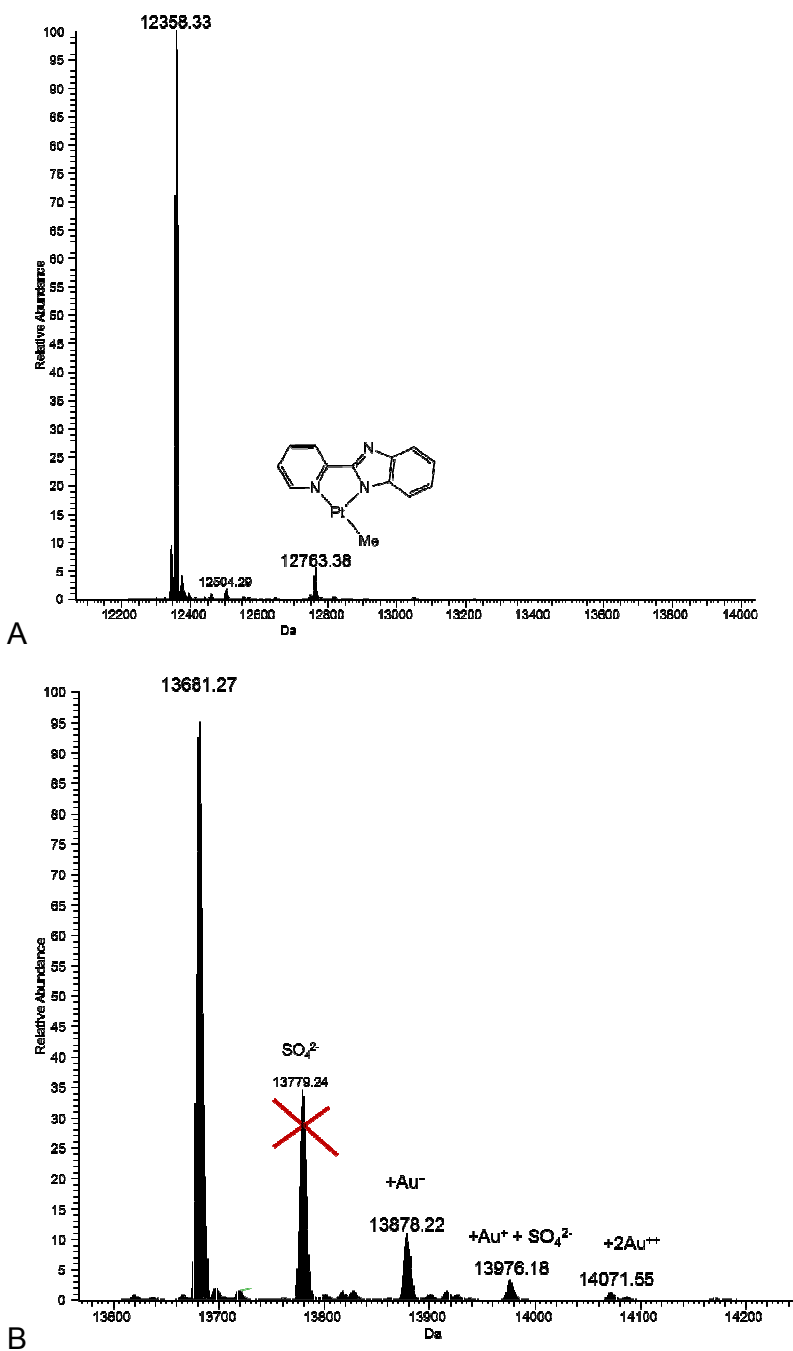 12358.33
100
95
90
85
80
75
70
65
60
55
50
45
40
35
30
25
20
15
10
5
0
Relative Abundance
N
N
N
Pt
Me
12504.29
12763.38
12200 12400 12600 12800 13000 13200 13400 13600 13800 14000
Da
A
13681.27
100
95
90
85
80
75
70
65
60
55
50
45
40
35
30
25
20
15
10
5
0
Relative Abundance
SO₄²⁻
13779.24
+Au⁺
13878.22
+Au⁺ + SO₄²⁻
13976.18
+2Au⁺⁺
14071.55
13600 13700 13800 13900 14000 14100 14200
Da
B